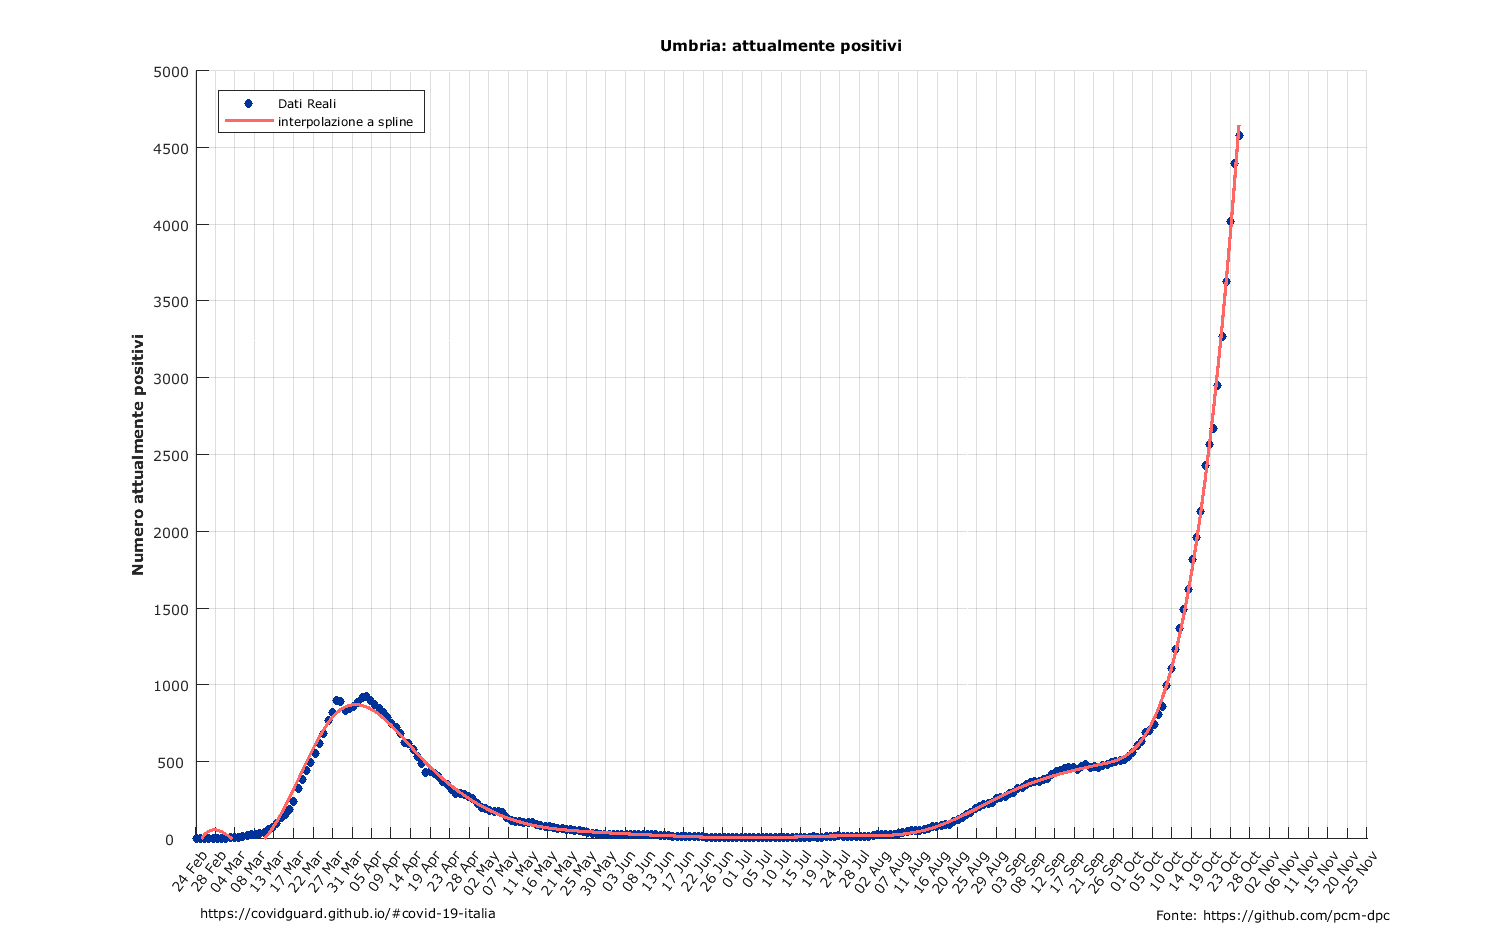 Umbria: attualmente positivi
Dati Reali
interpolazione a spline
Numero attualmente positivi
5000
4500
4000
3500
3000
2500
2000
1500
1000
500
0
24 Feb
28 Feb
04 Mar
08 Mar
13 Mar
17 Mar
22 Mar
27 Mar
31 Mar
05 Apr
09 Apr
14 Apr
19 Apr
23 Apr
28 Apr
02 May
07 May
11 May
16 May
21 May
25 May
30 May
03 Jun
08 Jun
13 Jun
17 Jun
22 Jun
26 Jun
01 Jul
05 Jul
10 Jul
15 Jul
19 Jul
24 Jul
28 Jul
02 Aug
07 Aug
11 Aug
16 Aug
20 Aug
25 Aug
29 Aug
03 Sep
08 Sep
12 Sep
17 Sep
21 Sep
26 Sep
01 Oct
05 Oct
10 Oct
14 Oct
19 Oct
23 Oct
28 Oct
02 Nov
06 Nov
11 Nov
15 Nov
20 Nov
25 Nov
https://covidguard.github.io/#covid-19-italia
Fonte: https://github.com/pcm-dpc